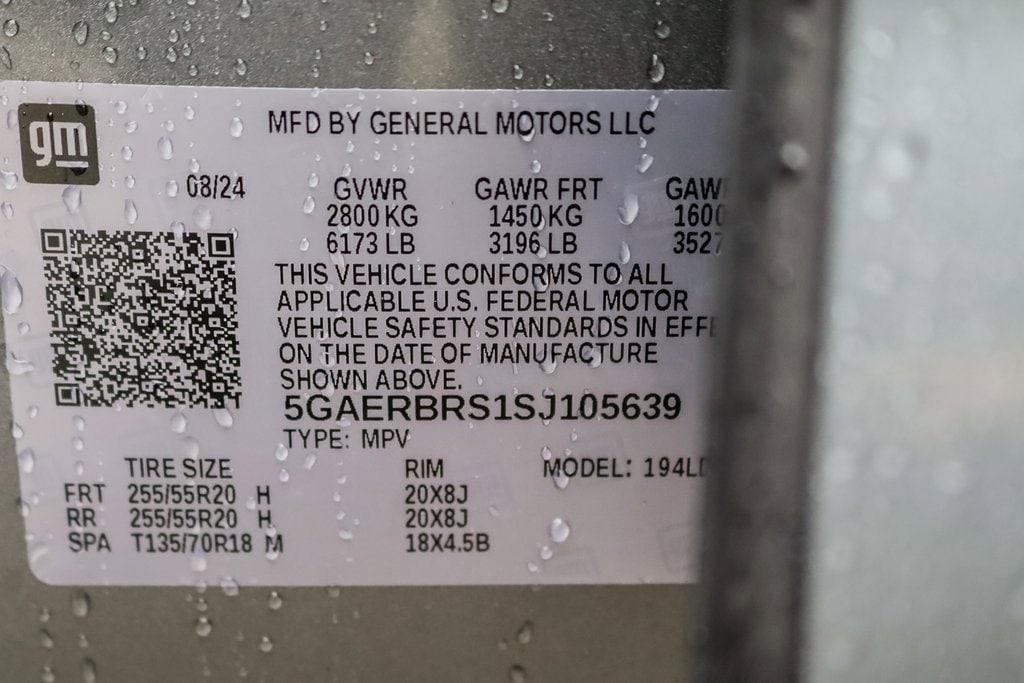 gm
MFD BY GENERAL MOTORS LLC
08/24 GVWR GAWR FRT
2800 KG 1450 KG 1600
6173 LB 3196 LB 3527
THIS VEHICLE CONFORMS TO ALL
APPLICABLE U.S. FEDERAL MOTOR
VEHICLE SAFETY STANDARDS IN
ON THE DATE OF MANUFACTURE
SHOWN ABOVE.
5GAERBRS1SJ105639
TYPE: MPV
TIRE SIZE RIM MODEL:
FRT 255/55R20 H 20X8J
RR 255/55R20 H 20X8J
SPA T135/70R18 M 18X4.5B